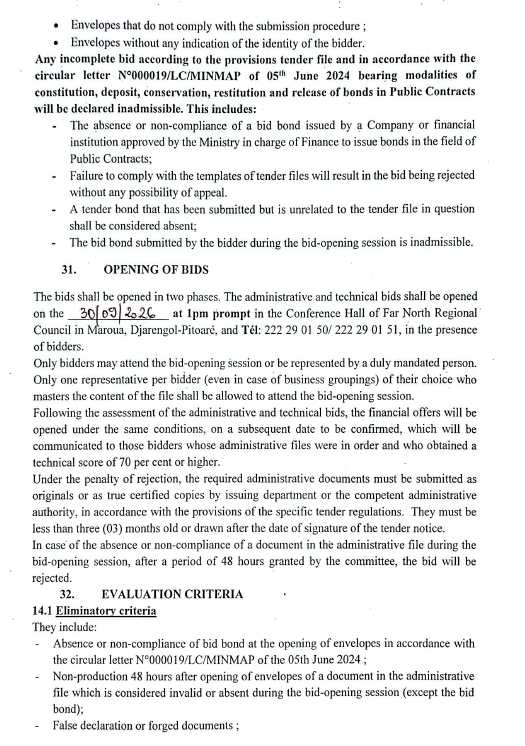 • Envelopes that do not comply with the submission procedure ;
• Envelopes without any indication of the identity of the bidder.
Any incomplete bid according to the provisions tender file and in accordance with the
circular letter N°000019/LC/MINMAP of 05th June 2024 bearing modalities of
constitution, deposit, conservation, restitution and release of bonds in Public Contracts
will be declared inadmissible. This includes:
- The absence or non-compliance of a bid bond issued by a Company or financial
institution approved by the Ministry in charge of Finance to issue bonds in the field of
Public Contracts;
- Failure to comply with the templates of tender files will result in the bid being rejected
without any possibility of appeal.
- A tender bond that has been submitted but is unrelated to the tender file in question
shall be considered absent;
- The bid bond submitted by the bidder during the bid-opening session is inadmissible.
31. OPENING OF BIDS
The bids shall be opened in two phases. The administrative and technical bids shall be opened
on the 30/09/2026 at 1pm prompt in the Conference Hall of Far North Regional
Council in Maroua, Djarengol-Pitoaré, and Tél: 222 29 01 50/ 222 29 01 51, in the presence
of bidders.
Only bidders may attend the bid-opening session or be represented by a duly mandated person.
Only one representative per bidder (even in case of business groupings) of their choice who
masters the content of the file shall be allowed to attend the bid-opening session.
Following the assessment of the administrative and technical bids, the financial offers will be
opened under the same conditions, on a subsequent date to be confirmed, which will be
communicated to those bidders whose administrative files were in order and who obtained a
technical score of 70 per cent or higher.
Under the penalty of rejection, the required administrative documents must be submitted as
originals or as true certified copies by issuing department or the competent administrative
authority, in accordance with the provisions of the specific tender regulations. They must be
less than three (03) months old or drawn after the date of signature of the tender notice.
In case of the absence or non-compliance of a document in the administrative file during the
bid-opening session, after a period of 48 hours granted by the committee, the bid will be
rejected.
32. EVALUATION CRITERIA
14.1 Eliminatory criteria
They include:
- Absence or non-compliance of bid bond at the opening of envelopes in accordance with
the circular letter N°000019/LC/MINMAP of the 05th June 2024 ;
- Non-production 48 hours after opening of envelopes of a document in the administrative
file which is considered invalid or absent during the bid-opening session (except the bid
bond);
- False declaration or forged documents ;